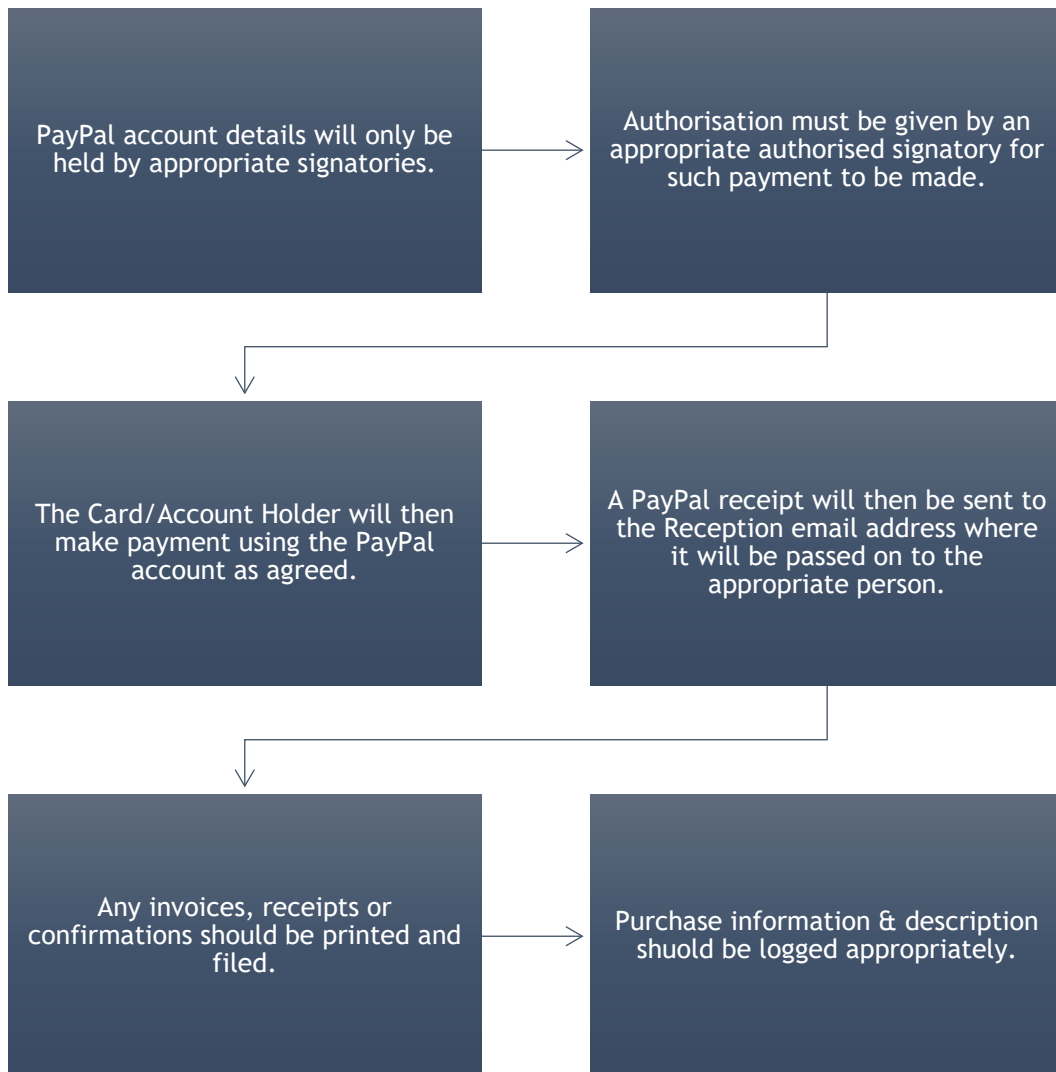 PayPal account details will only be
held by appropriate signatories.
Authorisation must be given by an
appropriate authorised signatory for
such payment to be made.
The Card/Account Holder will then
make payment using the PayPal
account as agreed.
A PayPal receipt will then be sent to
the Reception email address where
it will be passed on to the
appropriate person.
Any invoices, receipts or
confirmations should be printed and
filed.
Purchase information & description
shuold be logged appropriately.